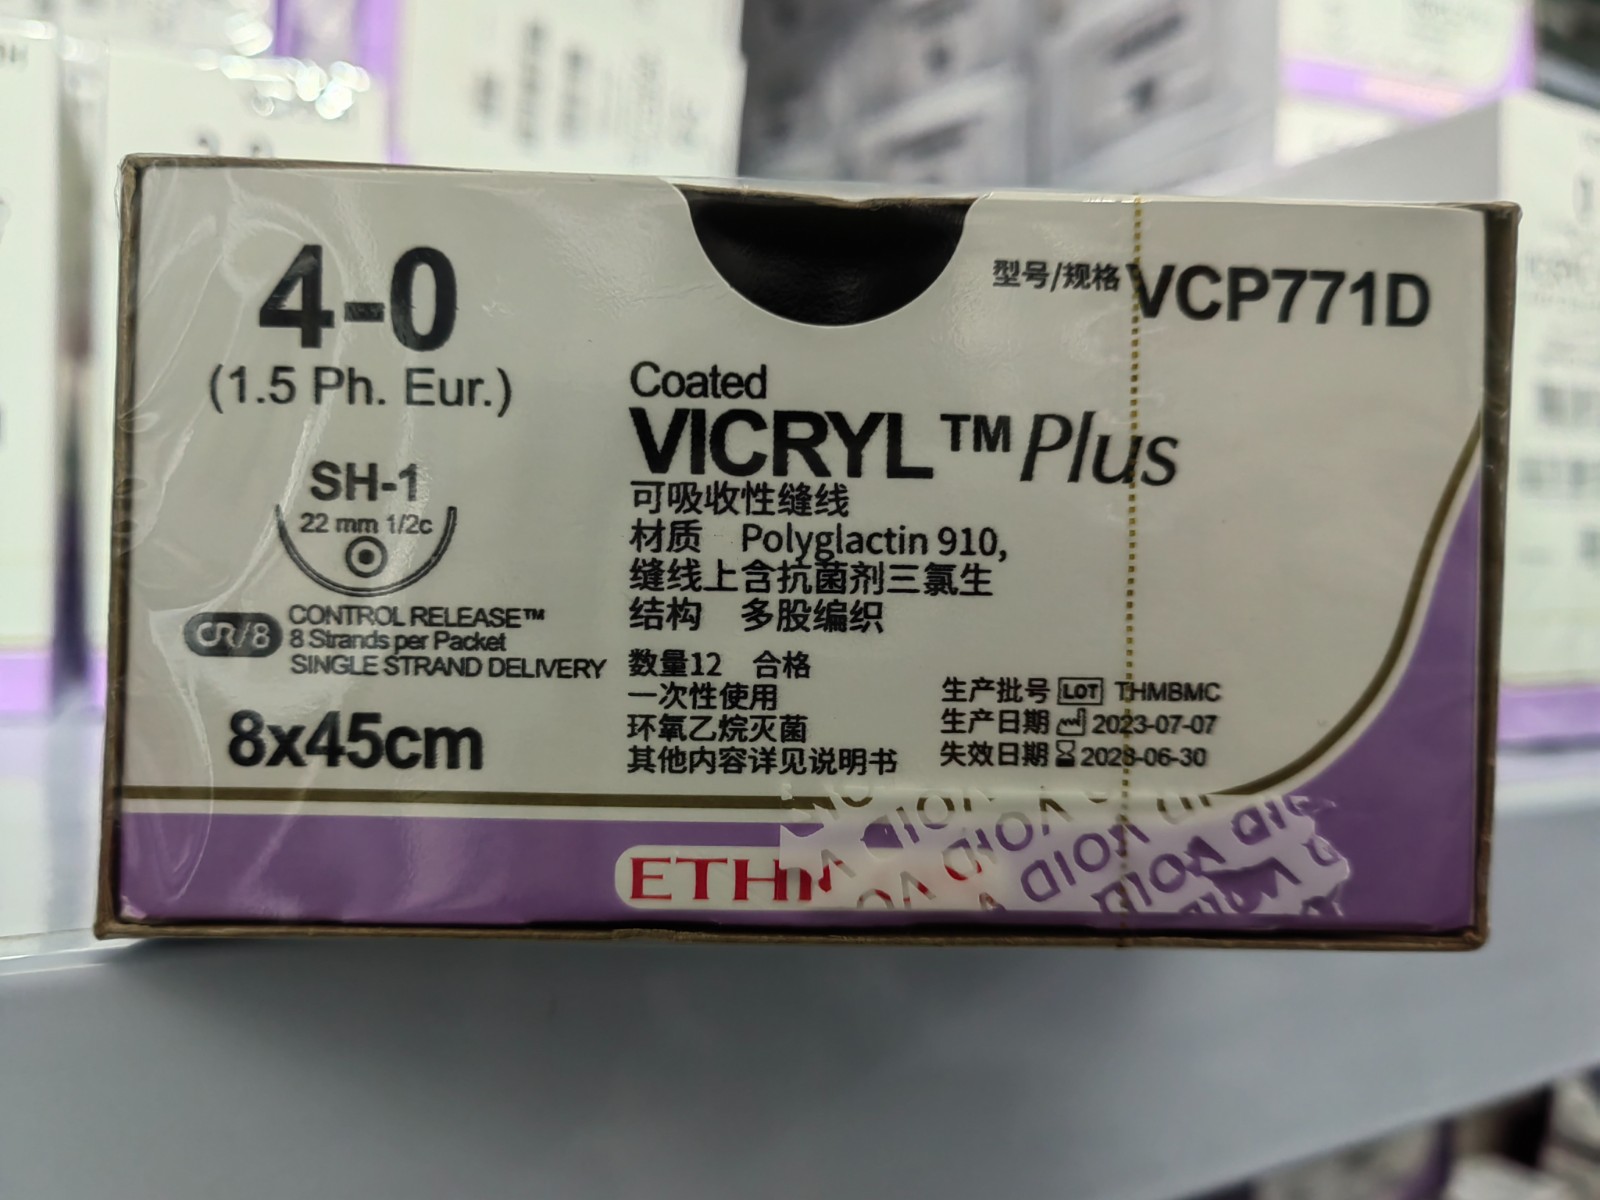 4-0
(1.5 Ph. Eur.)
SH-1
22 mm 1/2c
CR/8
CONTROL RELEASE™
8 Strands per Packet
SINGLE STRAND DELIVERY
8x45cm
型号/规格 VCP771D
Coated
VICRYL™ Plus
可吸收性缝线
材质 Polyglactin 910,
缝线上含抗菌剂三氯生
结构 多股编织
数量12 合格
一次性使用
环氧乙烷灭菌
其他内容详见说明书
生产批号 LOT THMBMC
生产日期 2023-07-07
失效日期 2028-06-30
ETHI
VOID VOID VOID
VOID VOID VOID